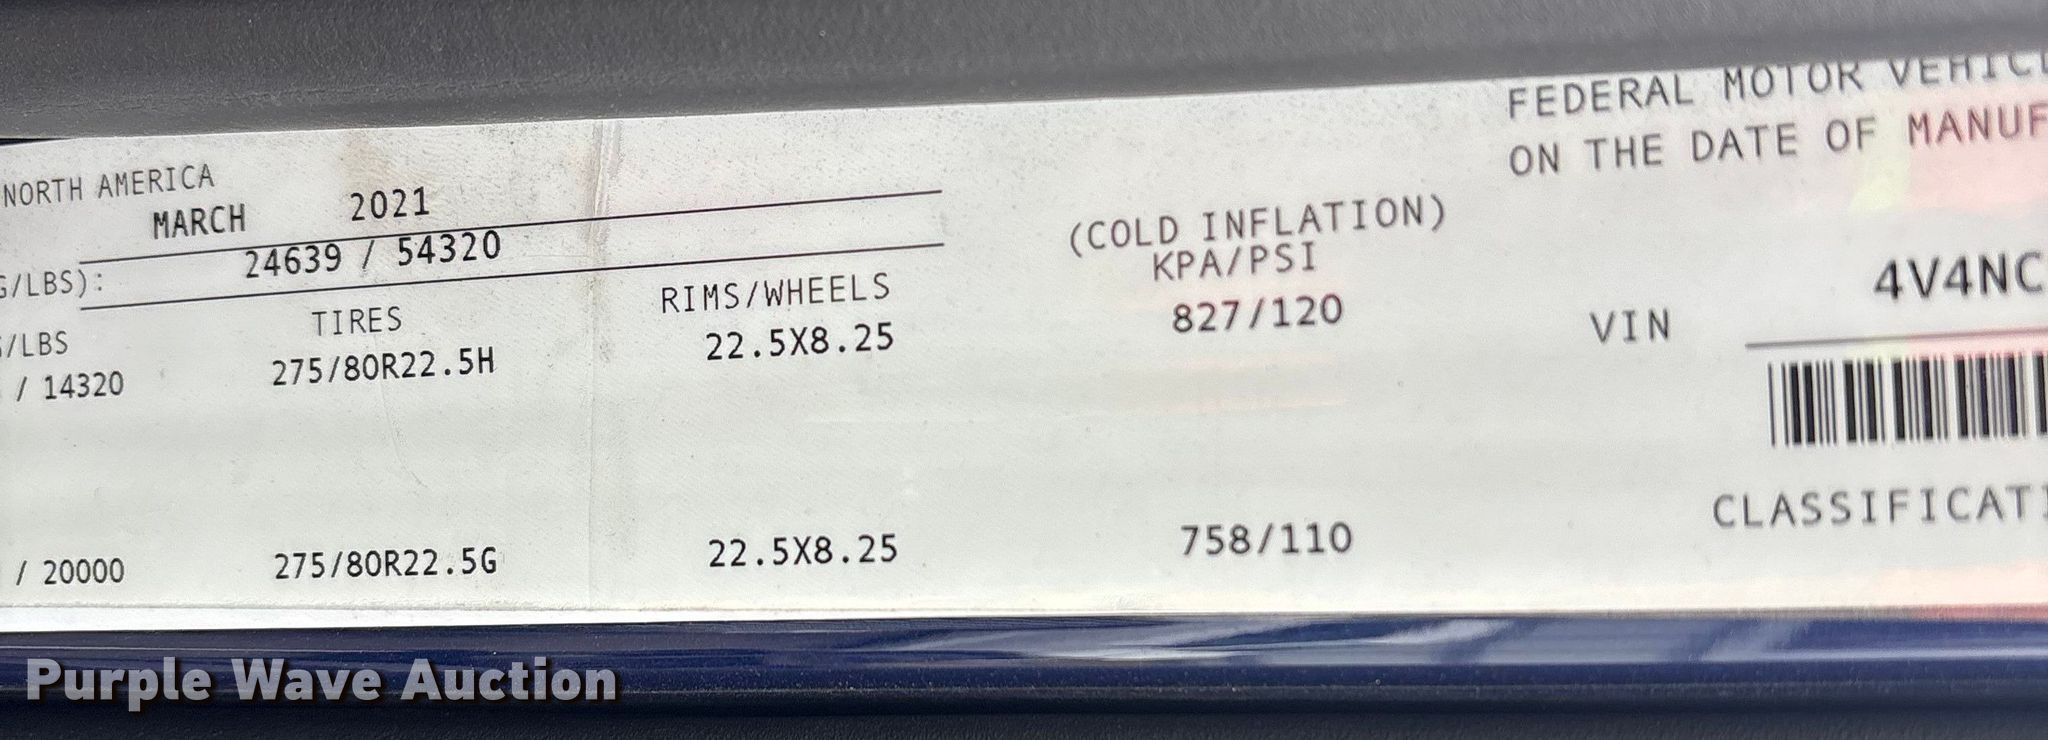 NORTH AMERICA
MARCH 2021
G/LBS): 24639 / 54320
/LBS TIRES RIMS/WHEELS (COLD INFLATION)
KPA/PSI
/ 14320 275/80R22.5H 22.5X8.25 827/120
/ 20000 275/80R22.5G 22.5X8.25 758/110
FEDERAL MOTOR VEHICL
ON THE DATE OF MANUF
VIN 4V4NC
CLASSIFICATI
Purple Wave Auction